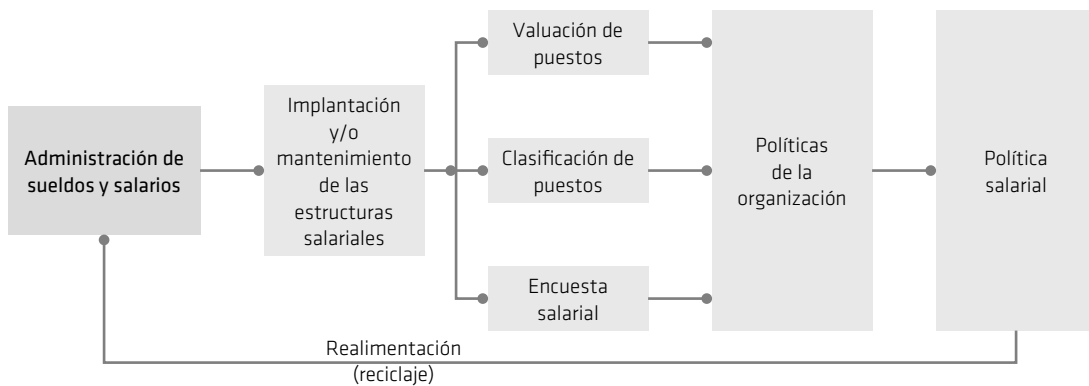 Administración de
sueldos y salarios
Implantación
y/o
mantenimiento
de las
estructuras
salariales
Valuación de
puestos
Clasificación de
puestos
Encuesta
salarial
Políticas
de la
organización
Política
salarial
Realimentación
(reciclaje)